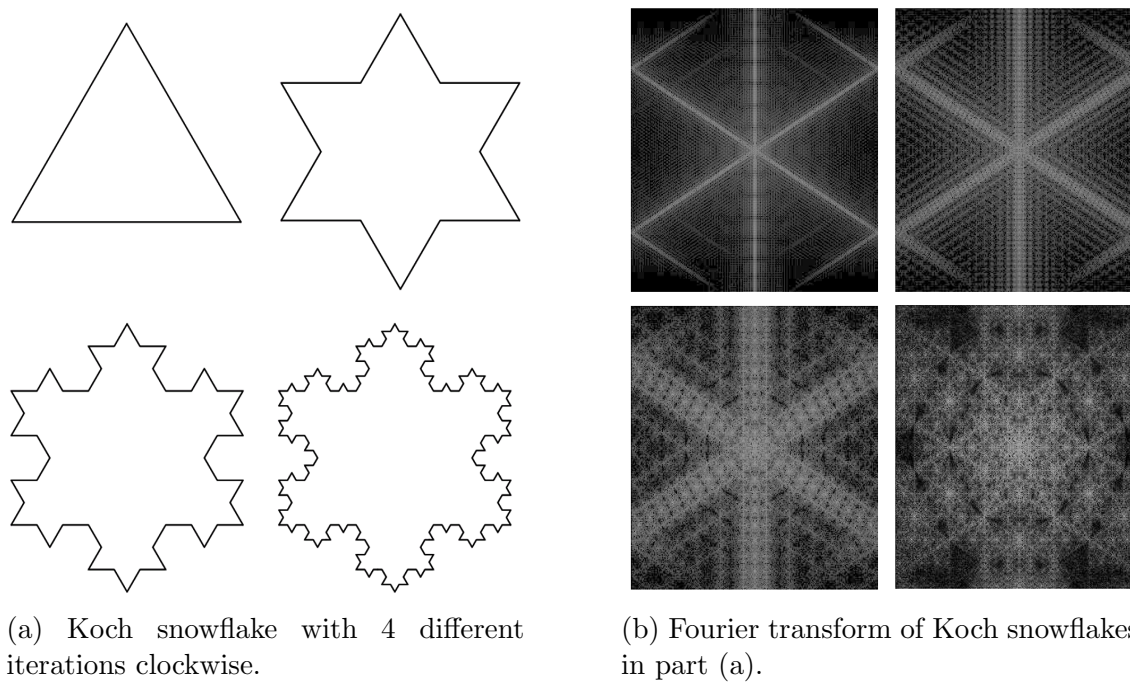 (a) Koch snowflake with 4 different
iterations clockwise.
(b) Fourier transform of Koch snowflakes
in part (a).